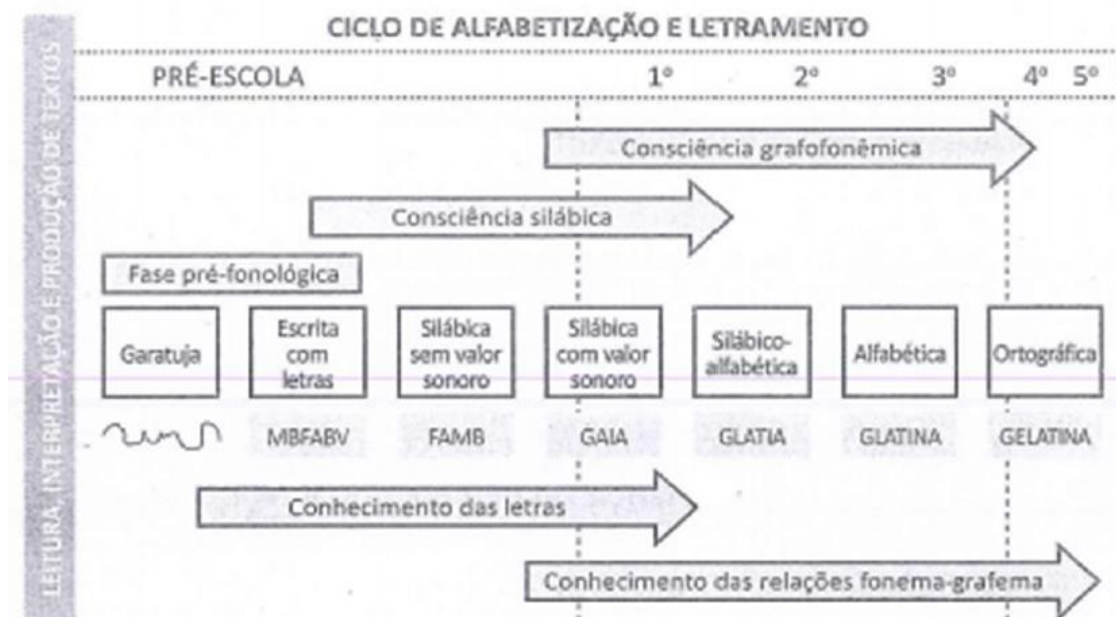 CICLO DE ALFABETIZAÇÃO E LETRAMENTO
PRÉ-ESCOLA 1º 2º 3º 4º 5º
LEITURA, INTERPRETAÇÃO E PRODUÇÃO DE TEXTOS
Consciência grafofonêmica
Consciência silábica
Fase pré-fonológica
Garatuja
Escrita
com
letras
Silábica
sem valor
sonoro
Silábica
com valor
sonoro
Silábico-
alfabética
Alfabética
Ortográfica
MBFABV
FAMB
GAIA
GLATIA
GLATINA
GELATINA
Conhecimento das letras
Conhecimento das relações fonema-grafema